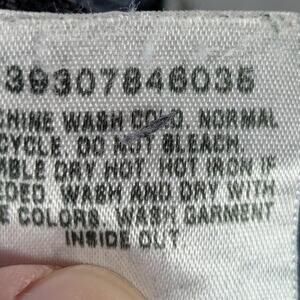 39307846035
CHINE WASH COLD. NORMAL
CYCLE. DO NOT BLEACH.
MBLE DRY HOT. HOT IRON IF
EDED. WASH AND DRY WITH
E COLORS. WASH GARMENT
INSIDE OUT.